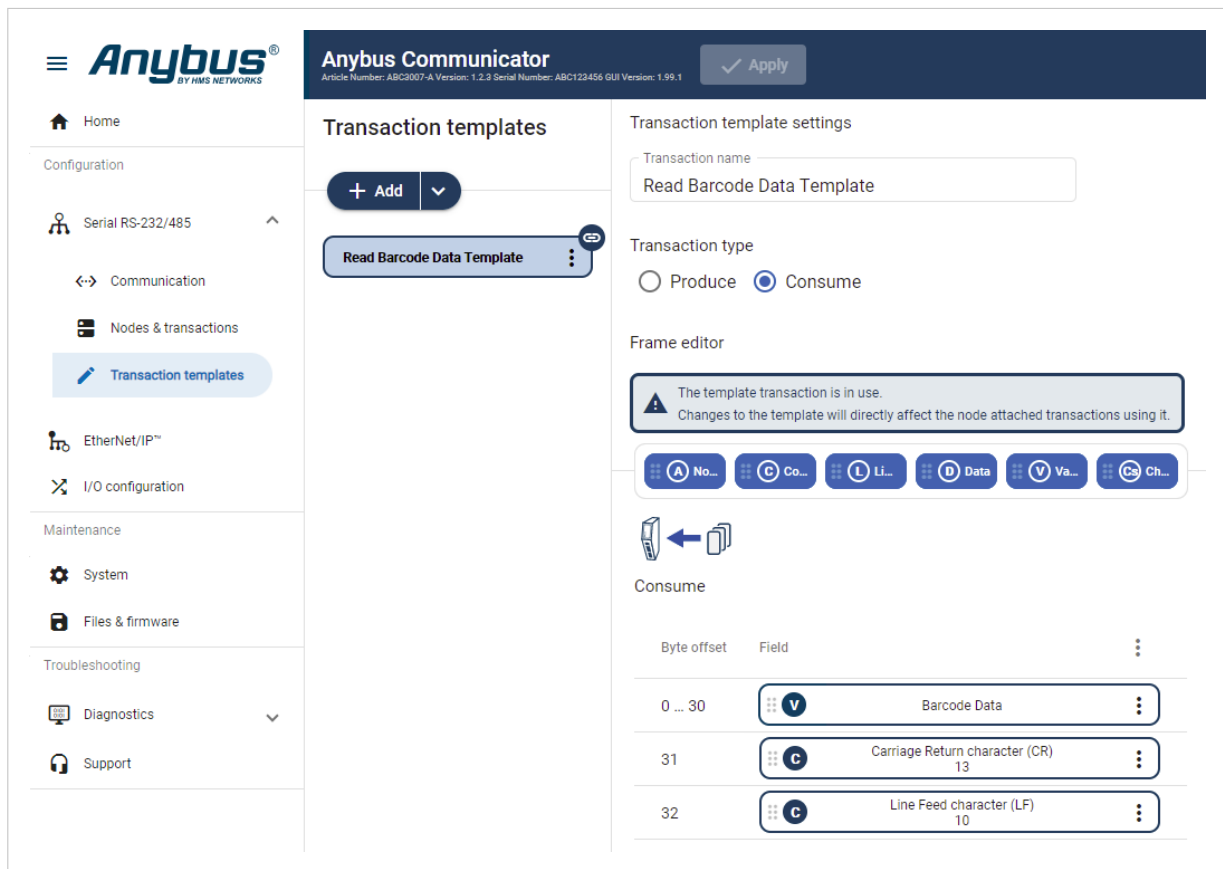 Anybus®
BY HMS NETWORKS
Anybus Communicator
Article Number: ABC3007-A Version: 1.2.3 Serial Number: ABC123456 GUI Version: 1.99.1
Apply
Home
Configuration
Serial RS-232/485
Communication
Nodes & transactions
Transaction templates
EtherNet/IP™
I/O configuration
Maintenance
System
Files & firmware
Troubleshooting
Diagnostics
Support
Transaction templates
+ Add
Read Barcode Data Template
Transaction template settings
Transaction name
Read Barcode Data Template
Transaction type
Produce Consume
Frame editor
The template transaction is in use.
Changes to the template will directly affect the node attached transactions using it.
A No... C Co... L Li... D Data V Va... Cs Ch...
Consume
Byte offset Field
0 ... 30 V Barcode Data
31 C Carriage Return character (CR)
13
32 C Line Feed character (LF)
10